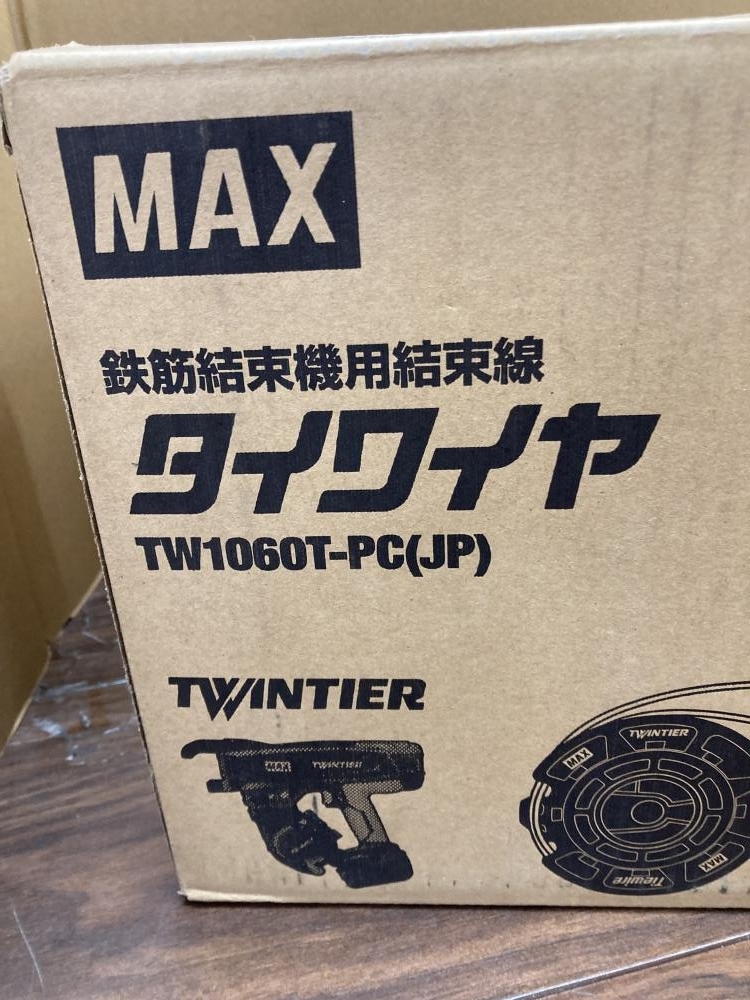 MAX
鉄筋結束機用結束線
タイワイヤ
TW1060T-PC(JP)
TWINTIER
MAX TWINTIER
TWINTIER
MAX
MAX
Tiewire